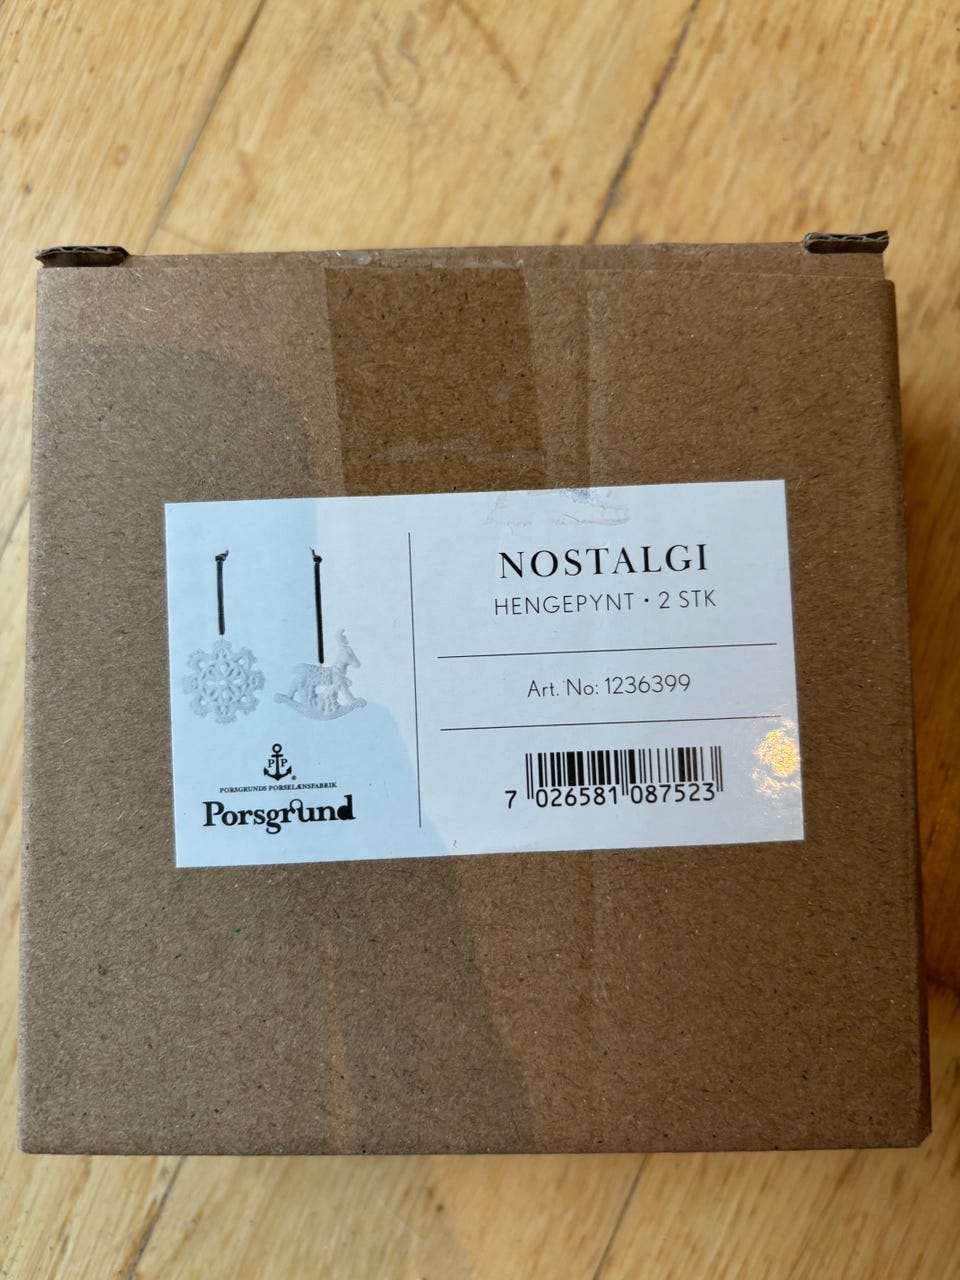 P P
PORSGRUNDS PORSELÆNSFABRIK
Porsgrund
NOSTALGI
HENGEPYNT • 2 STK
Art. No: 1236399
7 026581 087523